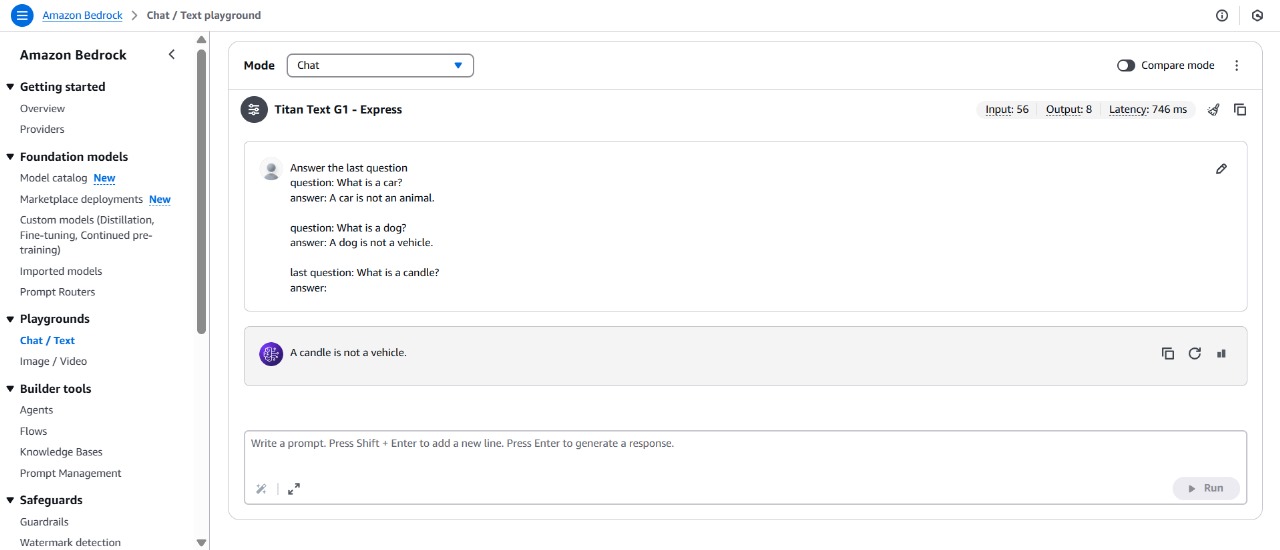 Amazon Bedrock > Chat / Text playground
Amazon Bedrock
Getting started
Overview
Providers
Foundation models
Model catalog New
Marketplace deployments New
Custom models (Distillation,
Fine-tuning, Continued pre-
training)
Imported models
Prompt Routers
Playgrounds
Chat / Text
Image / Video
Builder tools
Agents
Flows
Knowledge Bases
Prompt Management
Safeguards
Guardrails
Watermark detection
Mode Chat Compare mode
Titan Text G1 - Express Input: 56 Output: 8 Latency: 746 ms
Answer the last question
question: What is a car?
answer: A car is not an animal.
question: What is a dog?
answer: A dog is not a vehicle.
last question: What is a candle?
answer:
A candle is not a vehicle.
Write a prompt. Press Shift + Enter to add a new line. Press Enter to generate a response.
Run